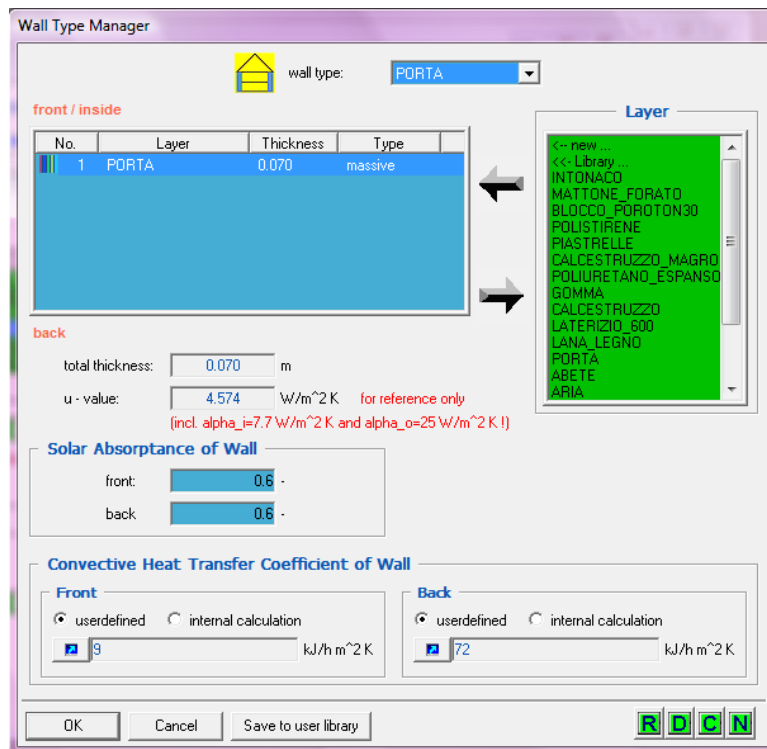 Wall Type Manager
wall type: PORTA
front / inside
No. Layer Thickness Type
1 PORTA 0.070 massive
Layer
<-- new ...
<<- Library ...
INTONACO
MATTONE_FORATO
BLOCCO_POROTON30
POLISTIRENE
PIASTRELLE
CALCESTRUZZO_MAGRO
POLIURETANO_ESPANSO
GOMMA
CALCESTRUZZO
LATERIZIO_600
LANA_LEGNO
PORTA
ABETE
ARIA
back
total thickness: 0.070 m
u - value: 4.574 W/m^2 K for reference only
(incl. alpha_i=7.7 W/m^2 K and alpha_o=25 W/m^2 K !)
Solar Absorptance of Wall
front: 0.6 -
back 0.6 -
Convective Heat Transfer Coefficient of Wall
Front
userdefined internal calculation
9 kJ/h m^2 K
Back
userdefined internal calculation
72 kJ/h m^2 K
OK Cancel Save to user library R D C N